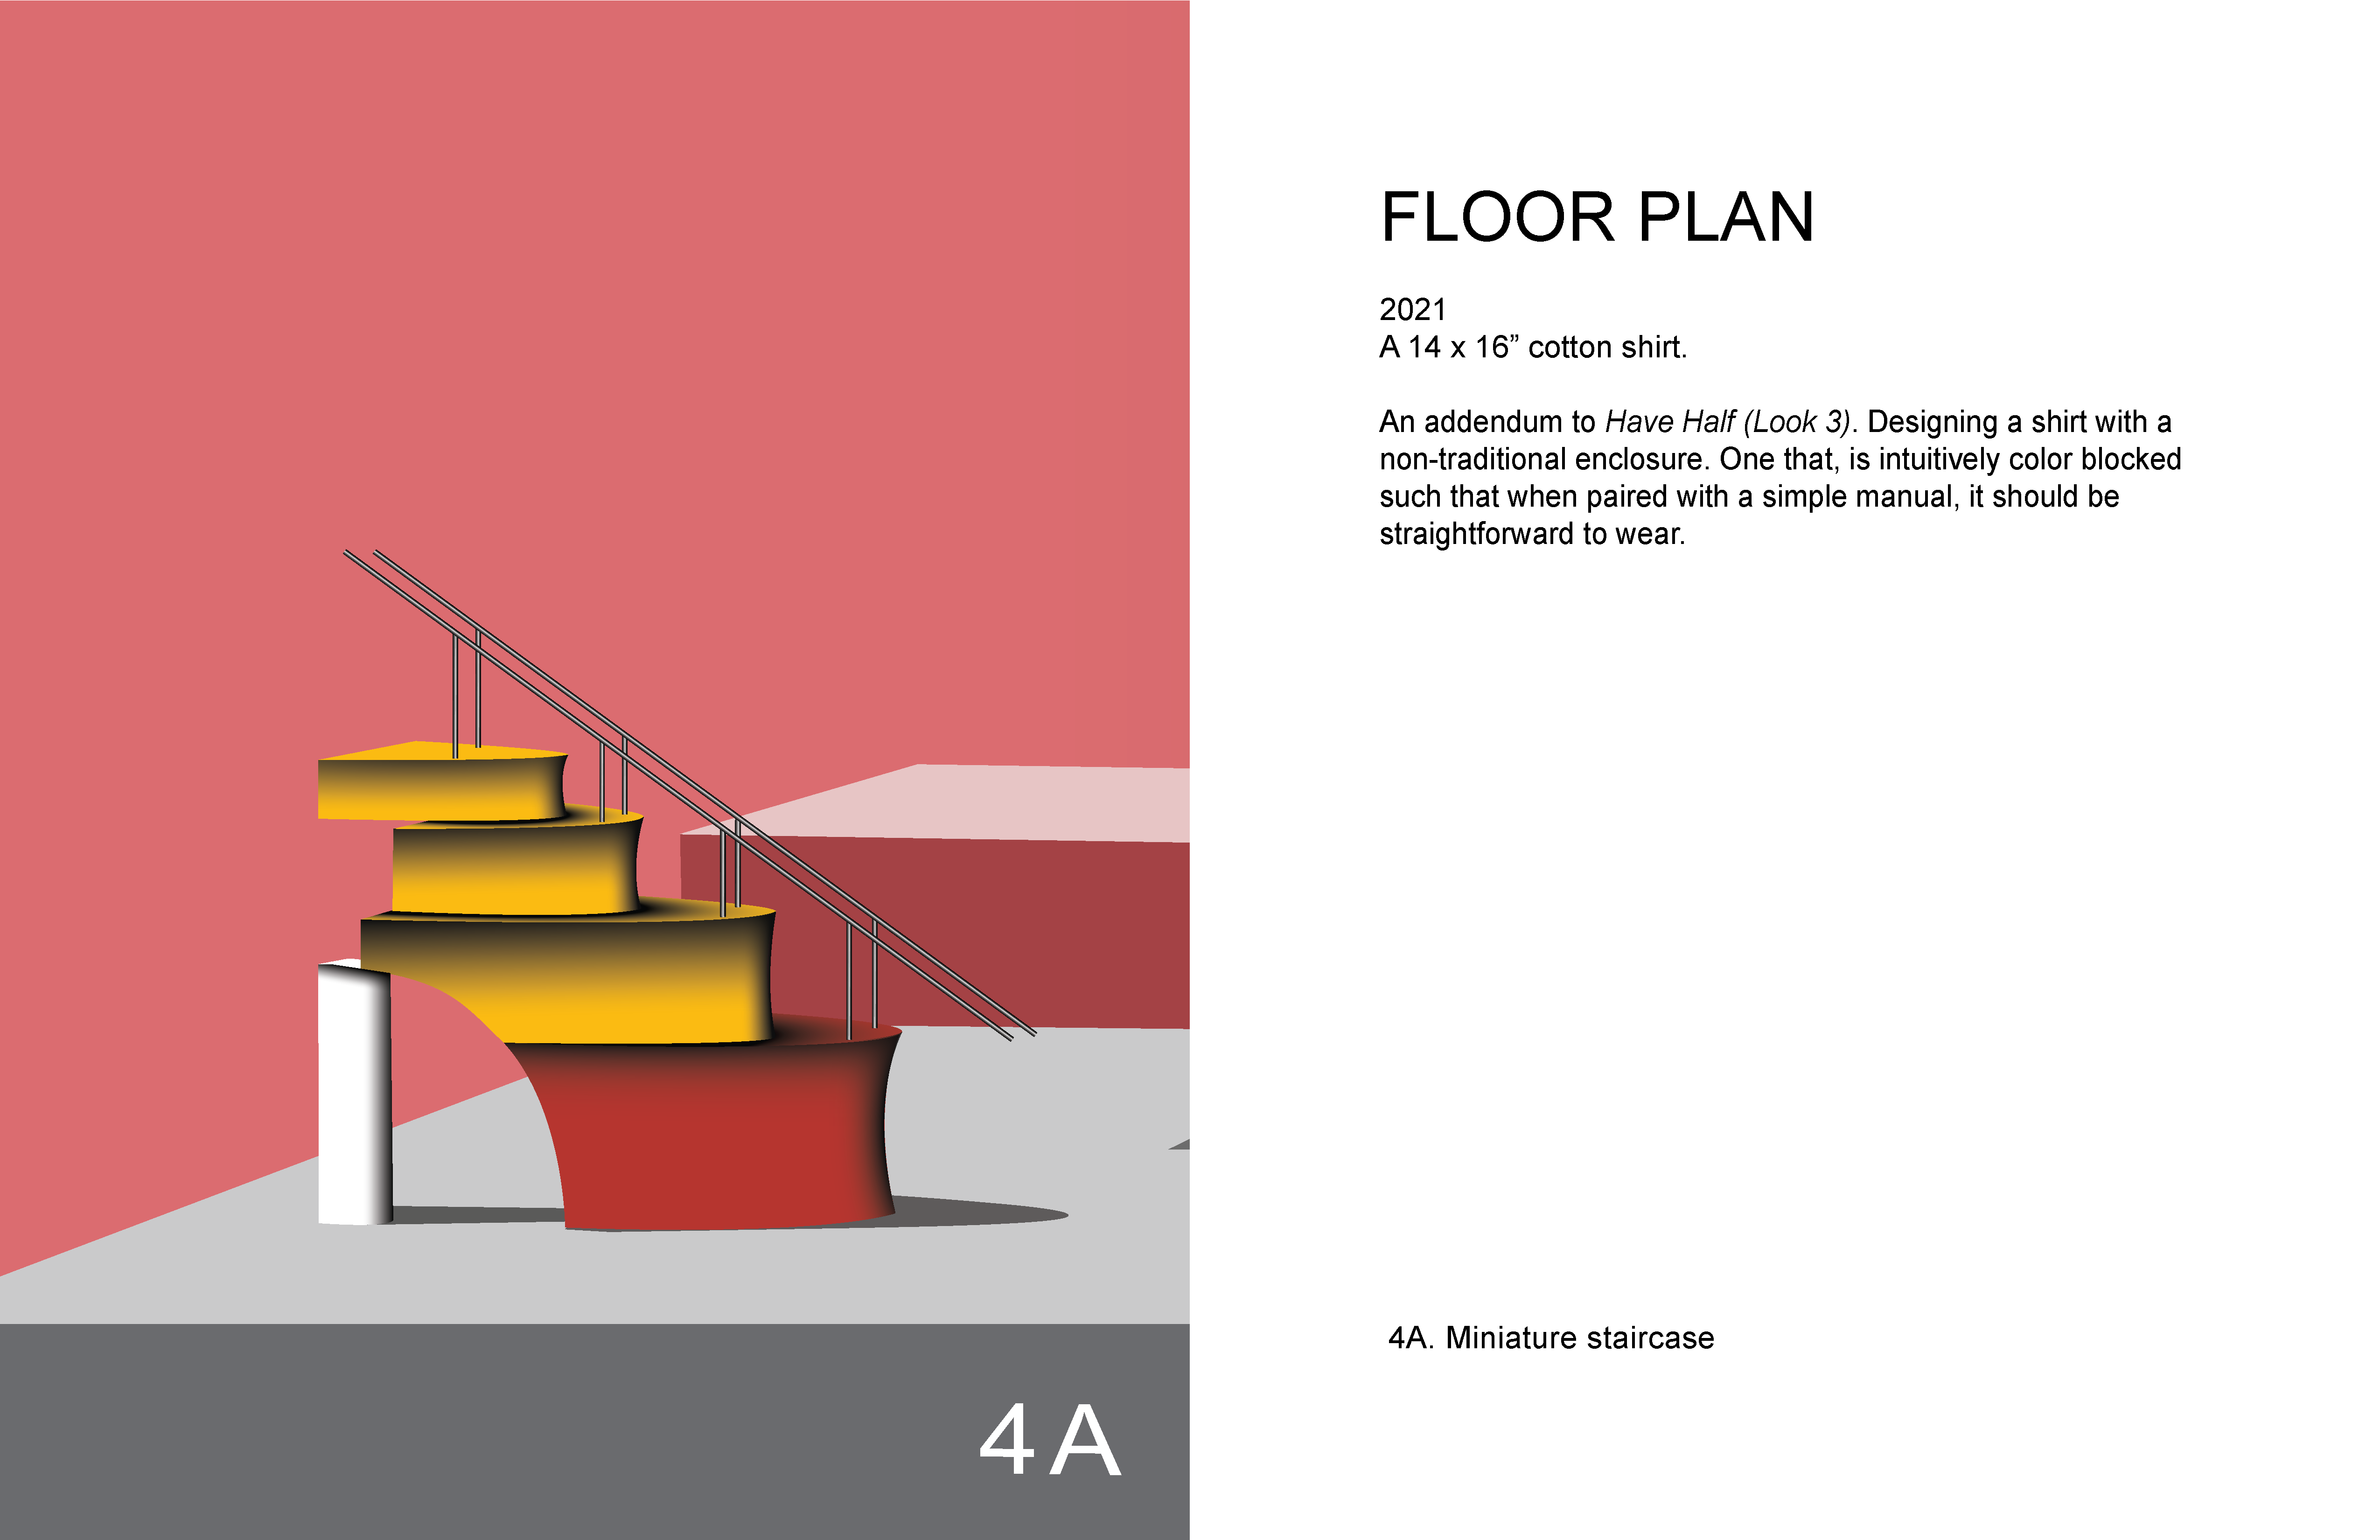 FLOOR PLAN
2021
A 14 x 16” cotton shirt.
An addendum to Have Half (Look 3). Designing a shirt with a
non-traditional enclosure. One that, is intuitively color blocked
such that when paired with a simple manual, it should be
straightforward to wear.
4A. Miniature staircase
4A